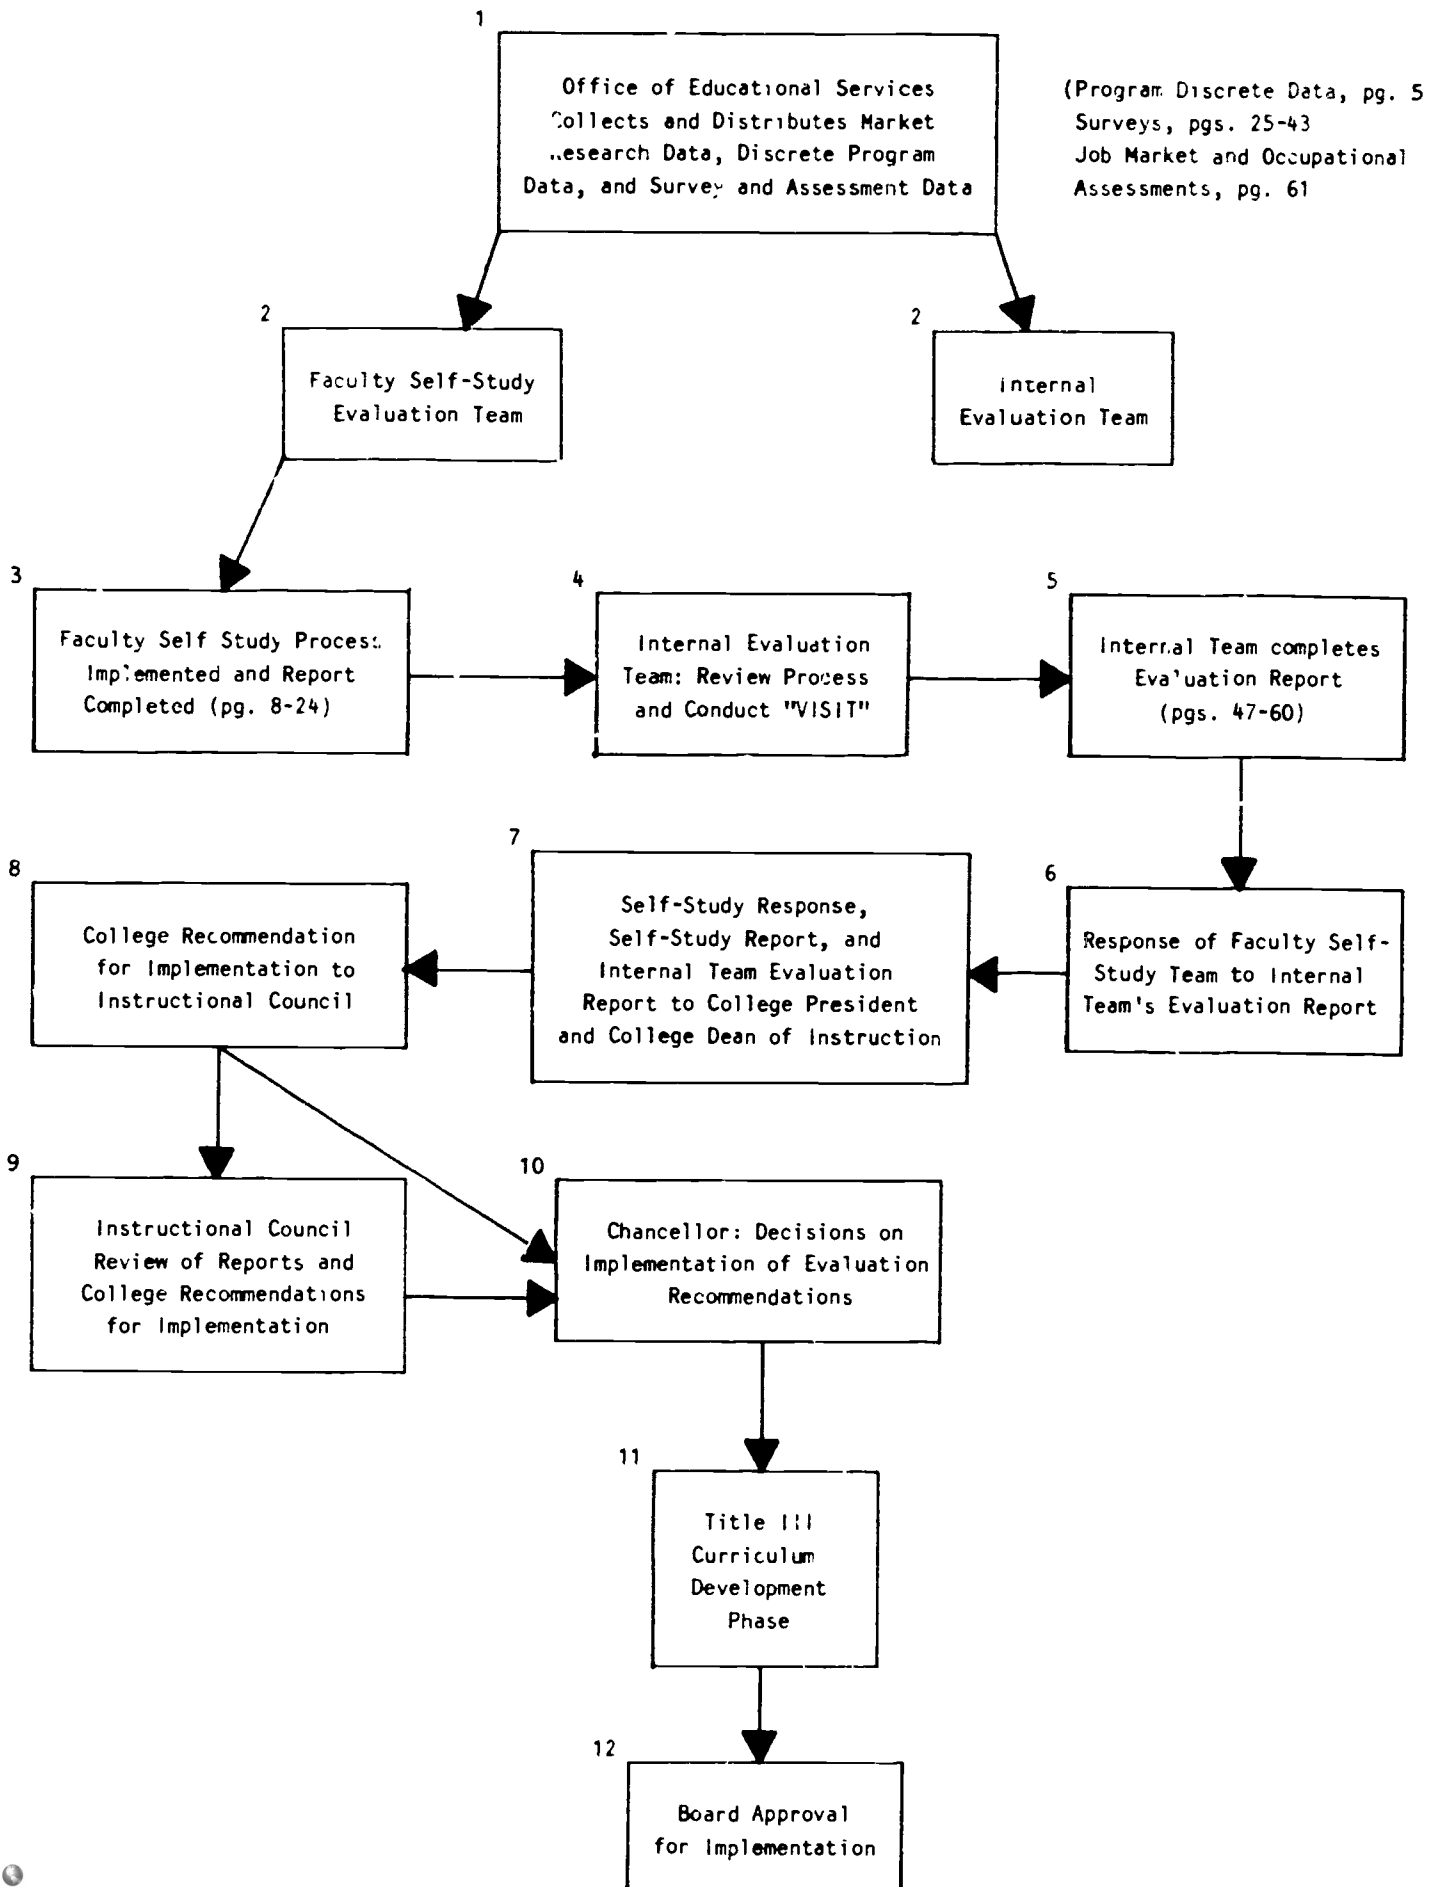 1
Office of Educational Services
Collects and Distributes Market
Research Data, Discrete Program
Data, and Survey and Assessment Data
(Program Discrete Data, pg. 5
Surveys, pgs. 25-43
Job Market and Occupational
Assessments, pg. 61
2
Faculty Self-Study
Evaluation Team
2
Internal
Evaluation Team
3
Faculty Self Study Process
Implemented and Report
Completed (pg. 8-24)
4
Internal Evaluation
Team: Review Process
and Conduct "VISIT"
5
Internal Team completes
Evaluation Report
(pgs. 47-60)
6
Response of Faculty Self-
Study Team to Internal
Team's Evaluation Report
7
Self-Study Response,
Self-Study Report, and
Internal Team Evaluation
Report to College President
and College Dean of Instruction
8
College Recommendation
for Implementation to
Instructional Council
9
Instructional Council
Review of Reports and
College Recommendations
for Implementation
10
Chancellor: Decisions on
Implementation of Evaluation
Recommendations
11
Title III
Curriculum
Development
Phase
12
Board Approval
for Implementation